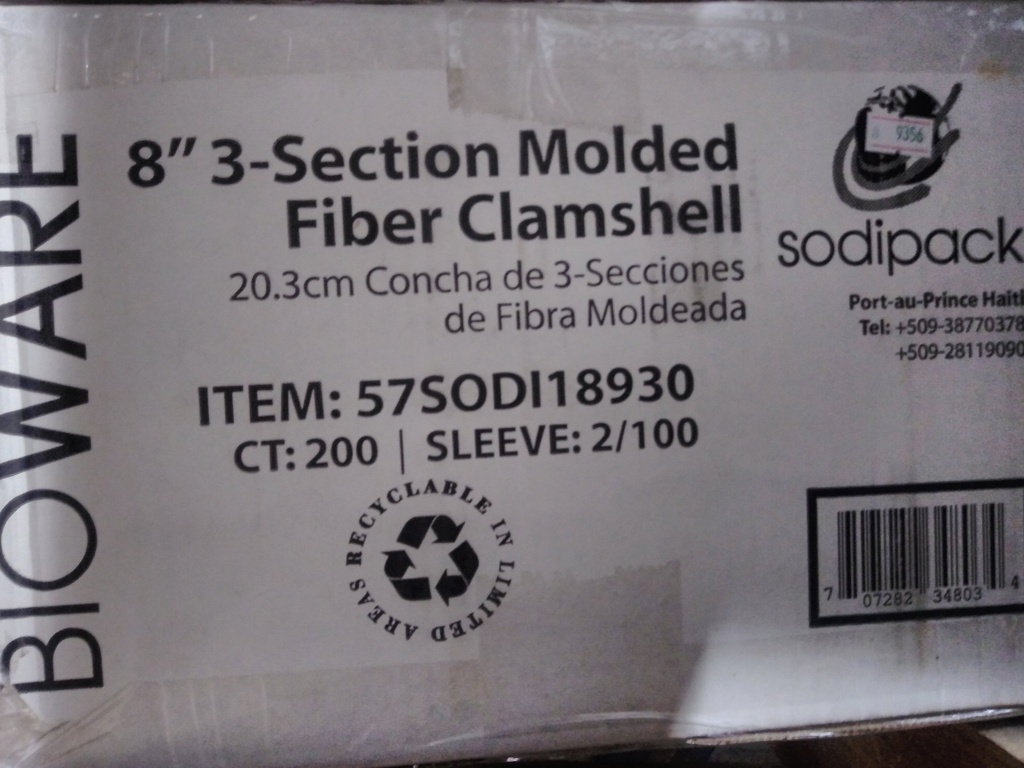 BIOWARE
8" 3-Section Molded
Fiber Clamshell
20.3cm Concha de 3-Secciones
de Fibra Moldeada
ITEM: 57SODI18930
CT: 200 | SLEEVE: 2/100
RECYCLABLE IN LIMITED AREAS
9356
sodipack
Port-au-Prince Haiti
Tel: +509-38770378
+509-28119090
7 07282 34803 4